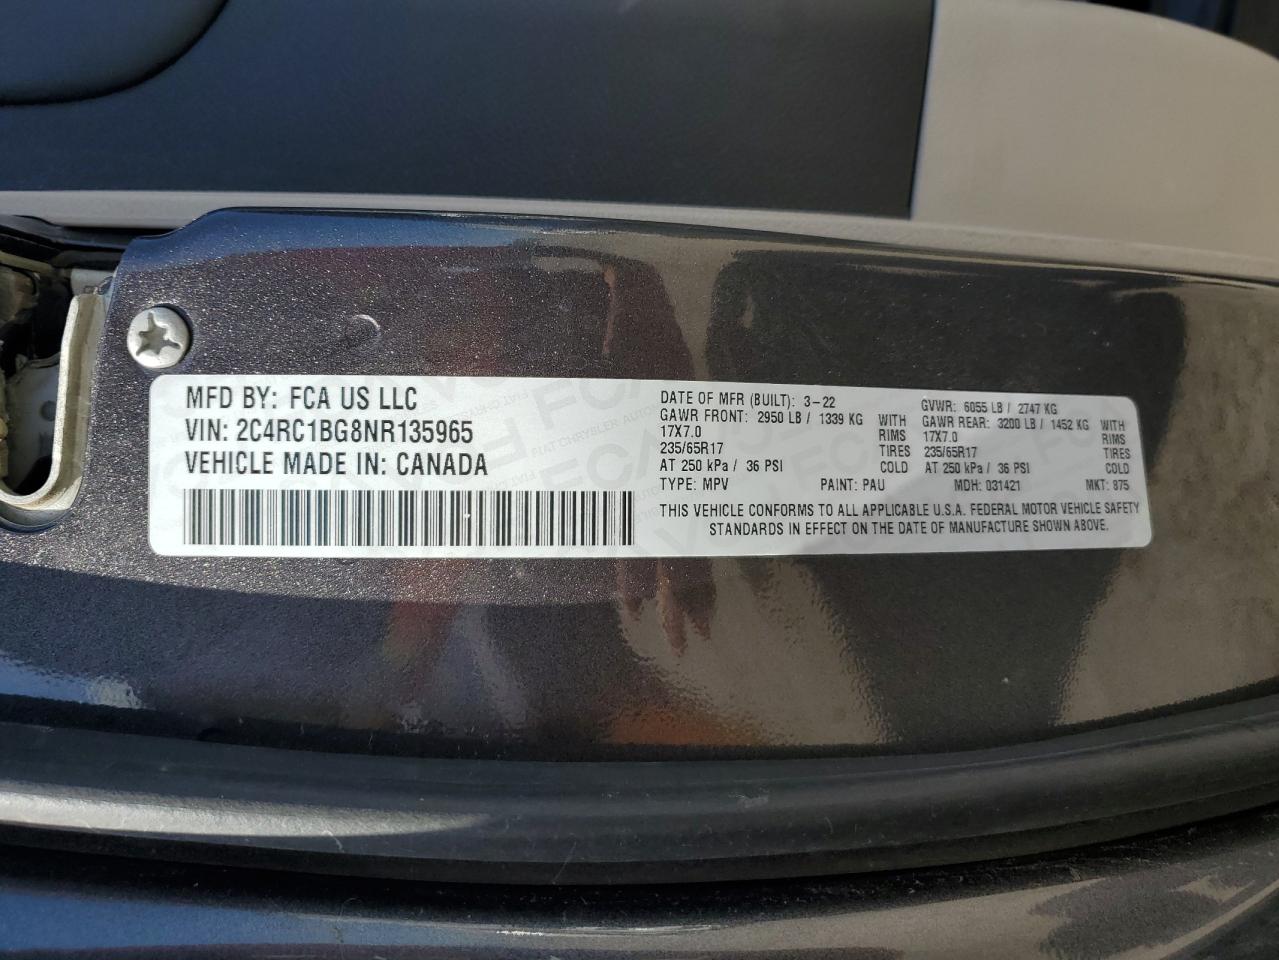 MFD BY: FCA US LLC
VIN: 2C4RC1BG8NR135965
VEHICLE MADE IN: CANADA
DATE OF MFR (BUILT): 3-22 GVWR: 6055 LB / 2747 KG
GAWR FRONT: 2950 LB / 1339 KG WITH GAWR REAR: 3200 LB / 1452 KG WITH
17X7.0 RIMS 17X7.0 RIMS
235/65R17 TIRES 235/65R17 TIRES
AT 250 kPa / 36 PSI COLD AT 250 kPa / 36 PSI COLD
TYPE: MPV PAINT: PAU MDH: 031421 MKT: 875
THIS VEHICLE CONFORMS TO ALL APPLICABLE U.S.A. FEDERAL MOTOR VEHICLE SAFETY
STANDARDS IN EFFECT ON THE DATE OF MANUFACTURE SHOWN ABOVE.